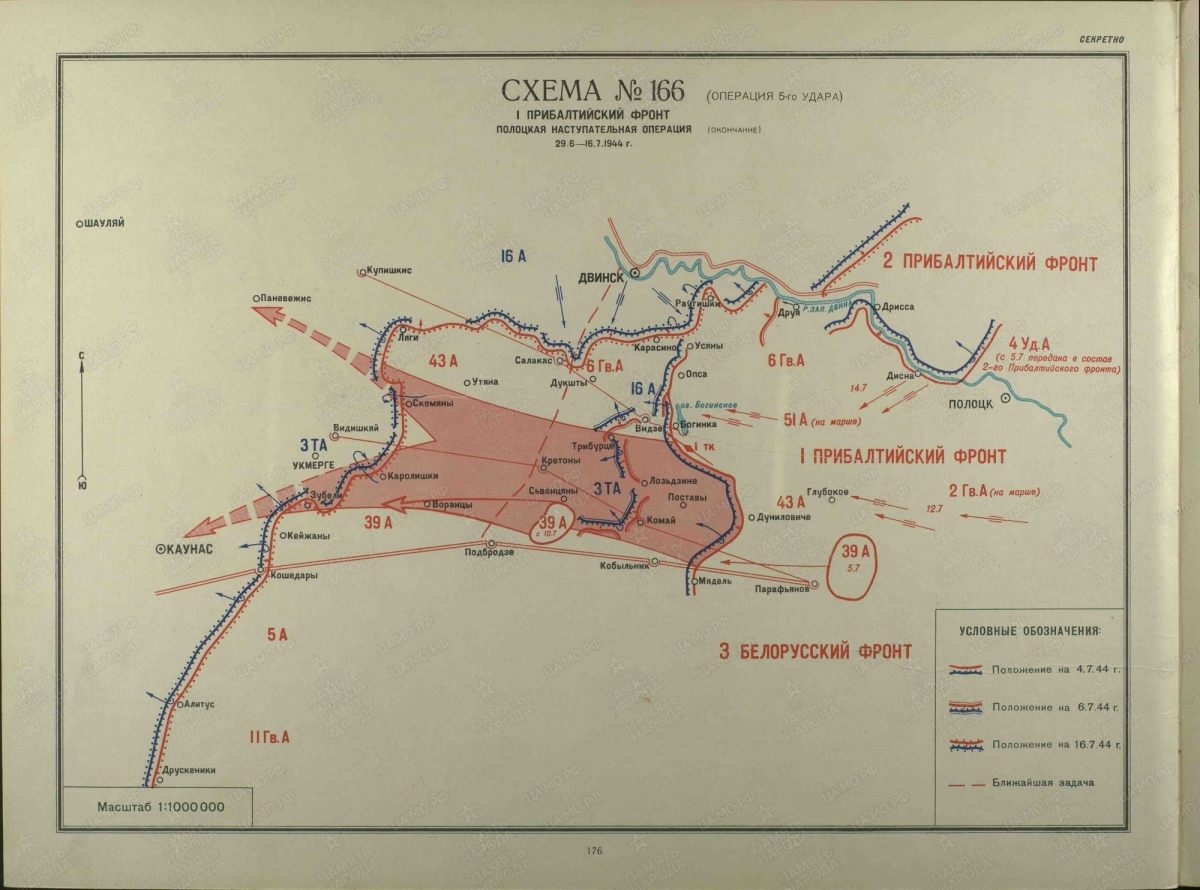 СЕКРЕТНО
СХЕМА № 166 (ОПЕРАЦИЯ 5-го УДАРА)
I ПРИБАЛТИЙСКИЙ ФРОНТ
ПОЛОЦКАЯ НАСТУПАТЕЛЬНАЯ ОПЕРАЦИЯ (ОКОНЧАНИЕ)
29.6—16.7.1944 г.
ШАУЛЯЙ
16 А
2 ПРИБАЛТИЙСКИЙ ФРОНТ
Купишкис
ДВИНСК
Паневежис
Раугишки
Друя
Р. ЗАП. ДВИНА
Дрисса
Лиги
43 А
Салакас
6 Гв.А
Карасино
Усяны
6 Гв.А
4 Уд.А
(с 5.7 передана в состав
2-го Прибалтийского фронта)
С
Утяна
Дукшты
Опса
16 А
14.7
Дисна
ПОЛОЦК
Скемяны
оз. Богинское
51 А (на марше)
Видзе
Богинка
Видишкяй
3 ТА
УКМЕРГЕ
Трибурце
I ТК
I ПРИБАЛТИЙСКИЙ ФРОНТ
Кретоны
Каролишки
Лозьдзине
Ю
Зубели
Воранцы
Сьвянцяны
3 ТА
Поставы
43 А
Глубокое
2 Гв.А (на марше)
12.7
39 А
39 А
с 10.7
Комай
Дуниловиче
Кейжаны
КАУНАС
Подбродзе
39 А
5.7
Кошедары
Кобыльник
Мядель
Парафьянов
5 А
3 БЕЛОРУССКИЙ ФРОНТ
УСЛОВНЫЕ ОБОЗНАЧЕНИЯ:
Положение на 4.7.44 г.
Положение на 6.7.44 г.
Положение на 16.7.44 г.
Ближайшая задача
Алитус
11 Гв.А
Друскеники
Масштаб 1:1000000
176
ЦАМО.РФ